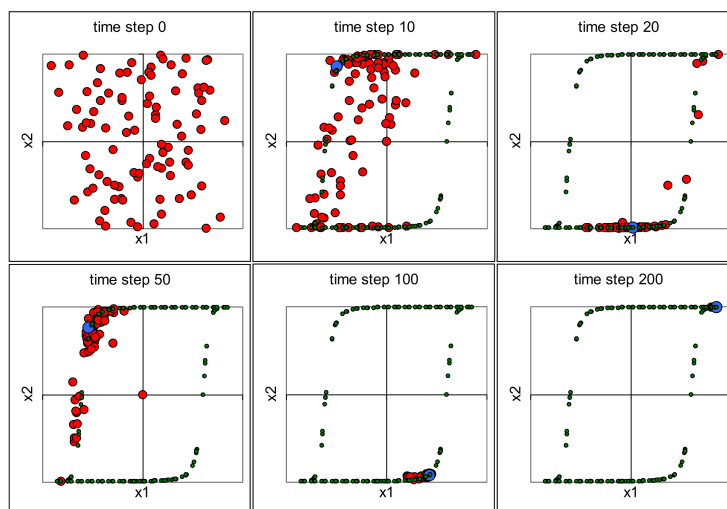 time step 0
time step 10
time step 20
x2
x2
x2
x1
x1
x1
time step 50
time step 100
time step 200
x2
x2
x2
x1
x1
x1